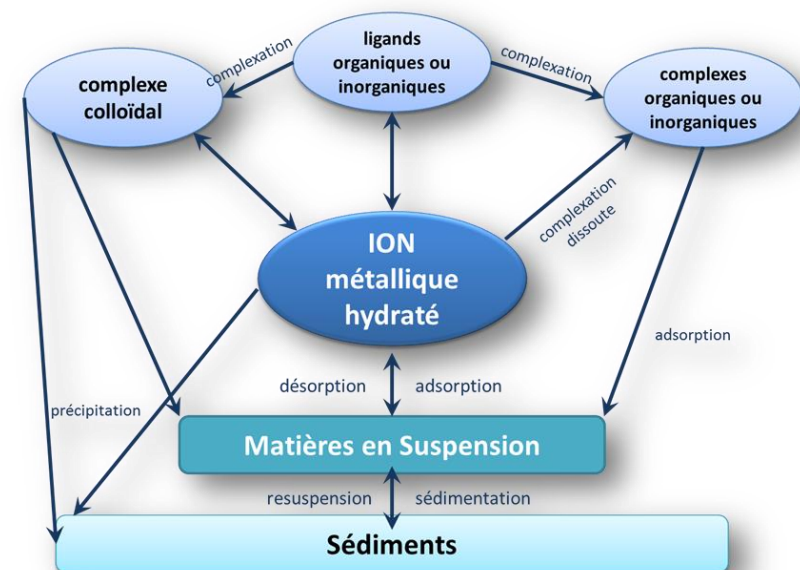 ligands
organiques ou
inorganiques
complexation
complexation
complexe
colloïdal
complexes
organiques ou
inorganiques
complexation
dissoute
ION
métallique
hydraté
adsorption
désorption
adsorption
précipitation
Matières en Suspension
resuspension
sédimentation
Sédiments